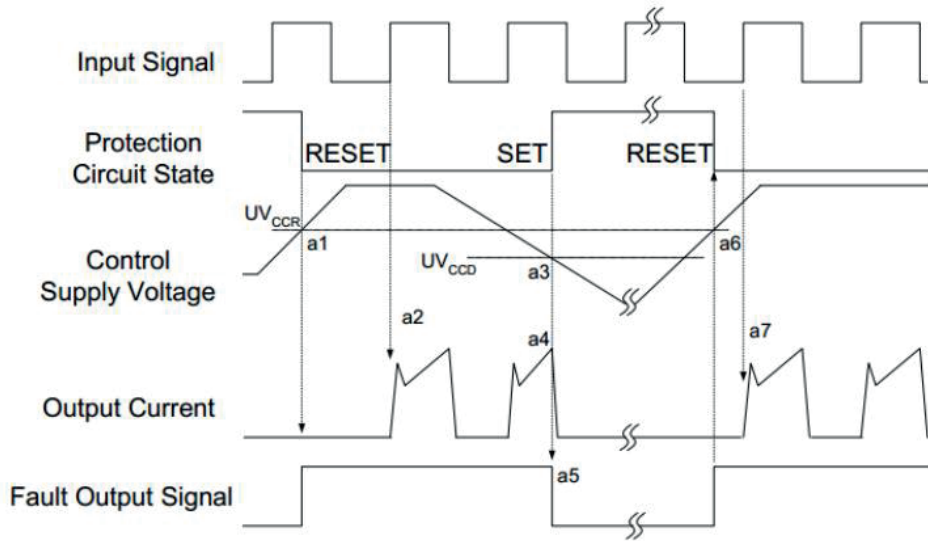 Input Signal
Protection
Circuit State
RESET
SET
RESET
UVCCR
a1
a6
Control
Supply Voltage
UVCCD
a3
a2
a4
a7
Output Current
a5
Fault Output Signal